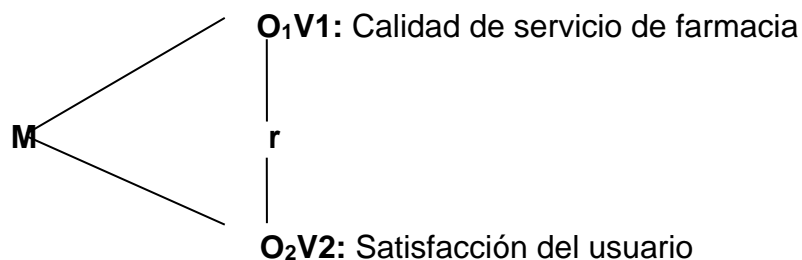 O₁V1: Calidad de servicio de farmacia
M r
O₂V2: Satisfacción del usuario